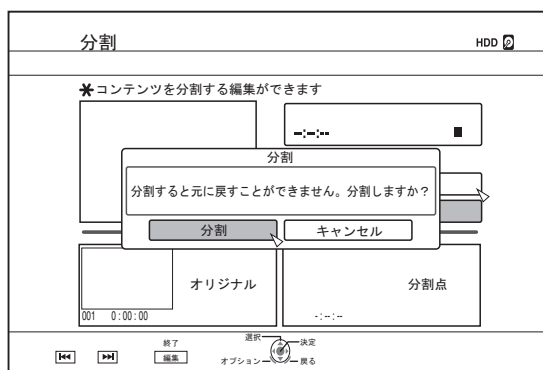 分割
HDD
✱コンテンツを分割する編集ができます
-:--:--
分割
分割すると元に戻すことができません。分割しますか？
分割
キャンセル
オリジナル
001 0:00:00
分割点
-:--:--
終了
編集
選択
決定
オプション
戻る